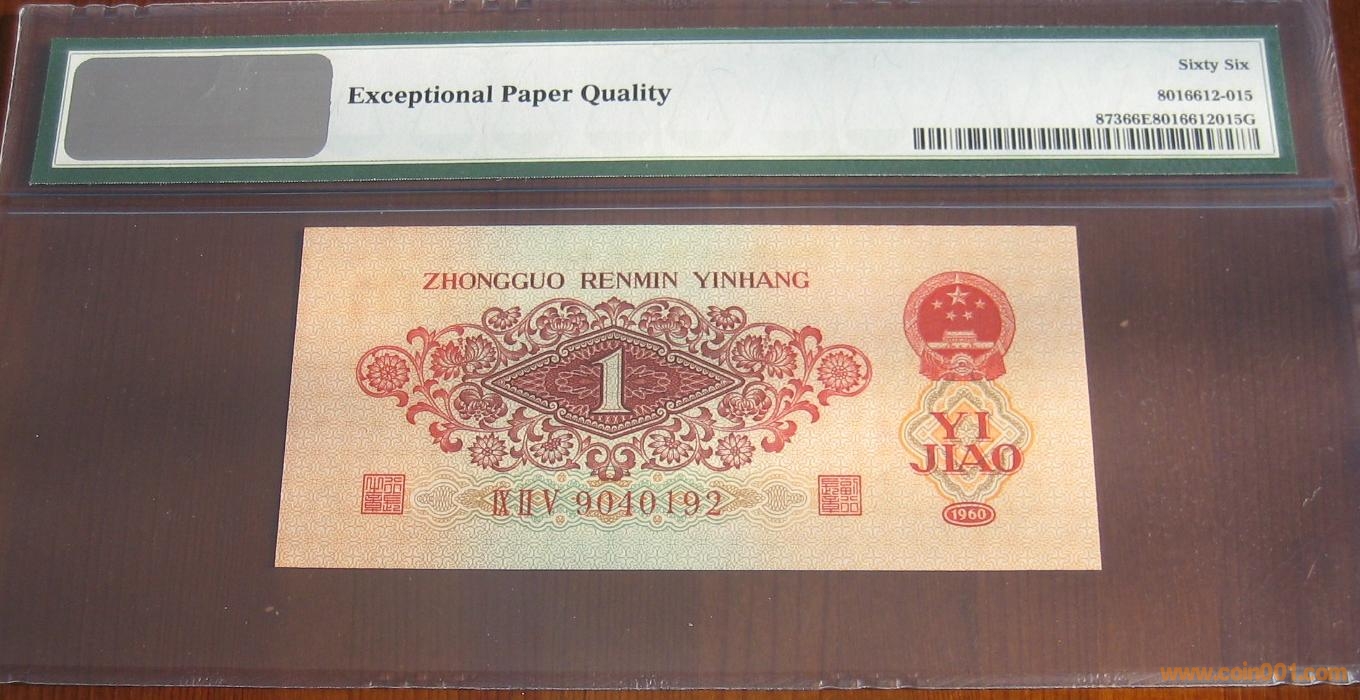 Exceptional Paper Quality
Sixty Six
8016612-015
87366E8016612015G
ZHONGGUO RENMIN YINHANG
1
YI
JIAO
IX II V 9040192
1960
www.coin001.com